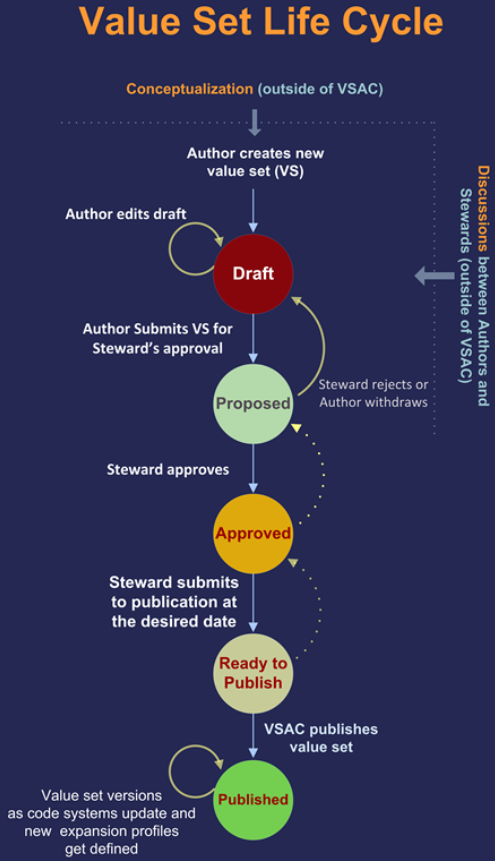 Value Set Life Cycle
Conceptualization (outside of VSAC)
Author creates new
value set (VS)
Author edits draft
Draft
Discussions between Authors and
Stewards (outside of VSAC)
Author Submits VS for
Steward's approval
Proposed
Steward rejects or
Author withdraws
Steward approves
Approved
Steward submits
to publication at
the desired date
Ready to
Publish
VSAC publishes
value set
Published
Value set versions
as code systems update and
new expansion profiles
get defined